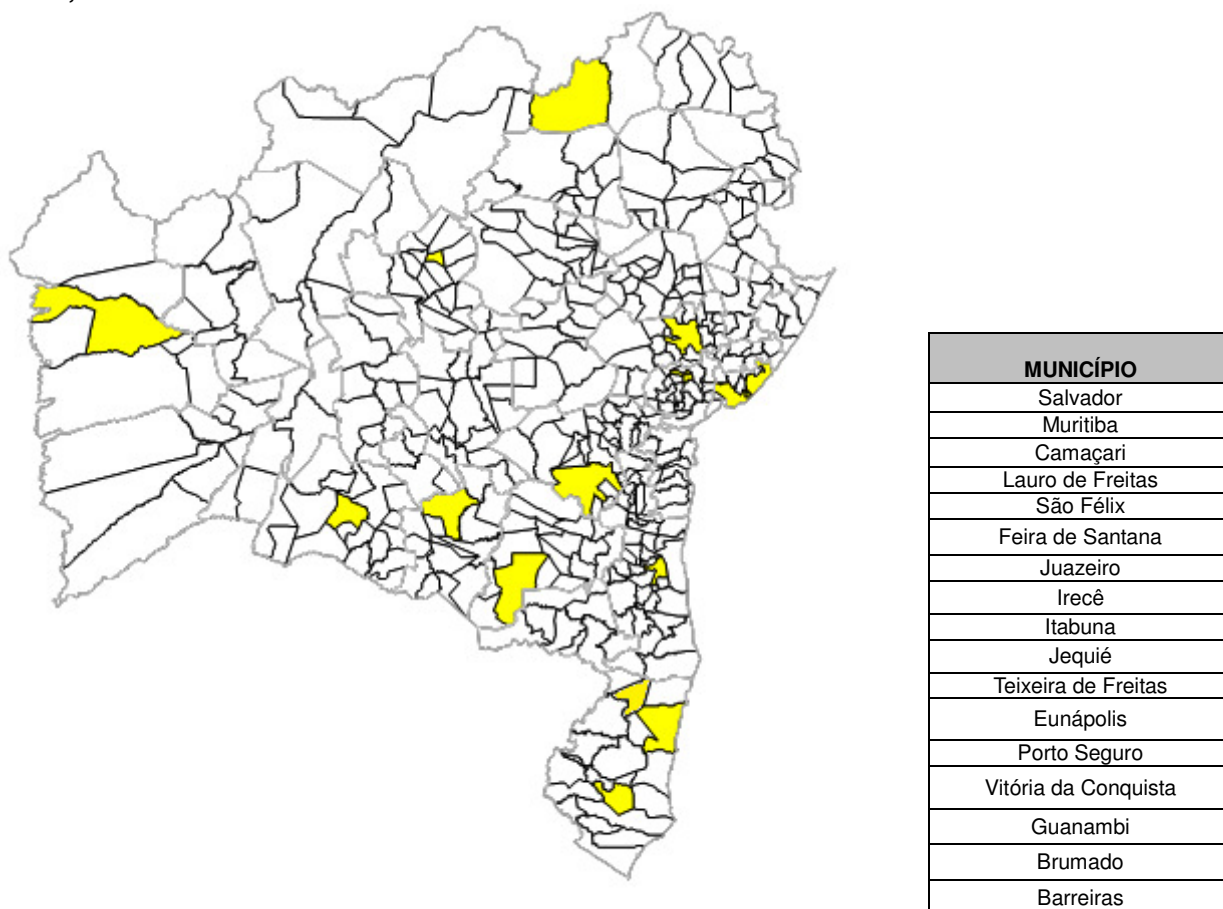 MUNICÍPIO
Salvador
Muritiba
Camaçari
Lauro de Freitas
São Félix
Feira de Santana
Juazeiro
Irecê
Itabuna
Jequié
Teixeira de Freitas
Eunápolis
Porto Seguro
Vitória da Conquista
Guanambi
Brumado
Barreiras